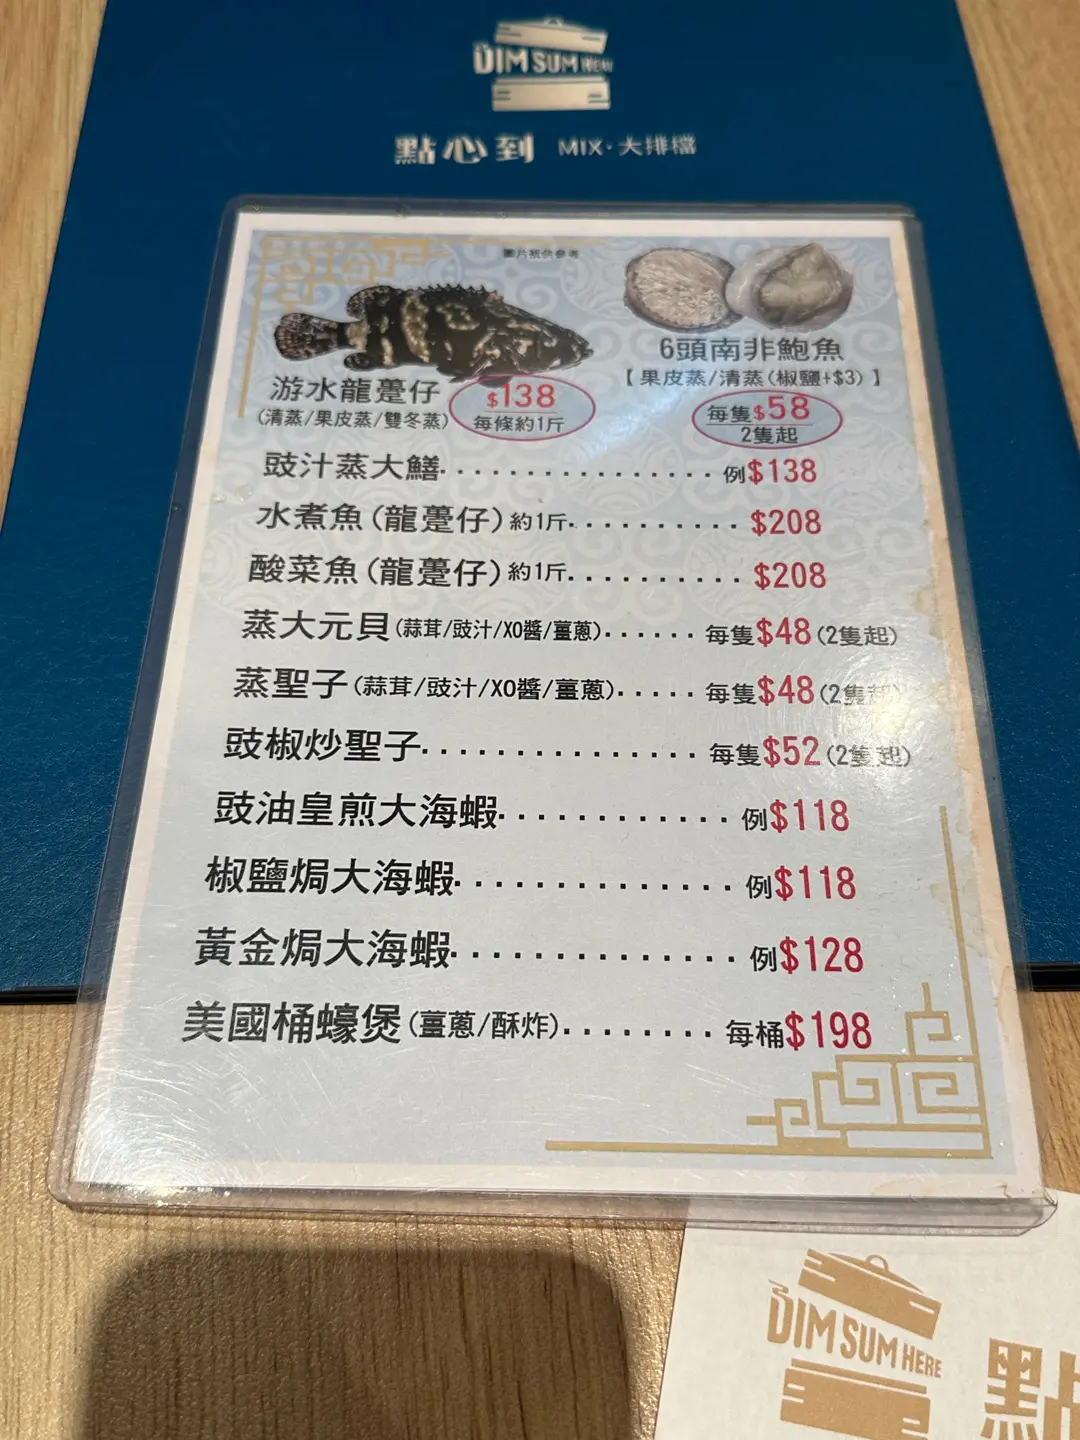 DIM SUM HERE
點心到 MIX·大排檔
圖片祇供參考
游水龍躉仔
(清蒸/果皮蒸/雙冬蒸)
$138
每條約1斤
6頭南非鮑魚
【果皮蒸/清蒸(椒鹽+$3)】
每隻$58
2隻起
豉汁蒸大鱔 例$138
水煮魚(龍躉仔)約1斤 $208
酸菜魚(龍躉仔)約1斤 $208
蒸大元貝(蒜茸/豉汁/XO醬/薑蔥) 每隻$48(2隻起)
蒸聖子(蒜茸/豉汁/XO醬/薑蔥) 每隻$48(2隻起)
豉椒炒聖子 每隻$52(2隻起)
豉油皇煎大海蝦 例$118
椒鹽焗大海蝦 例$118
黃金焗大海蝦 例$128
美國桶蠔煲(薑蔥/酥炸) 每桶$198
DIM SUM HERE
點